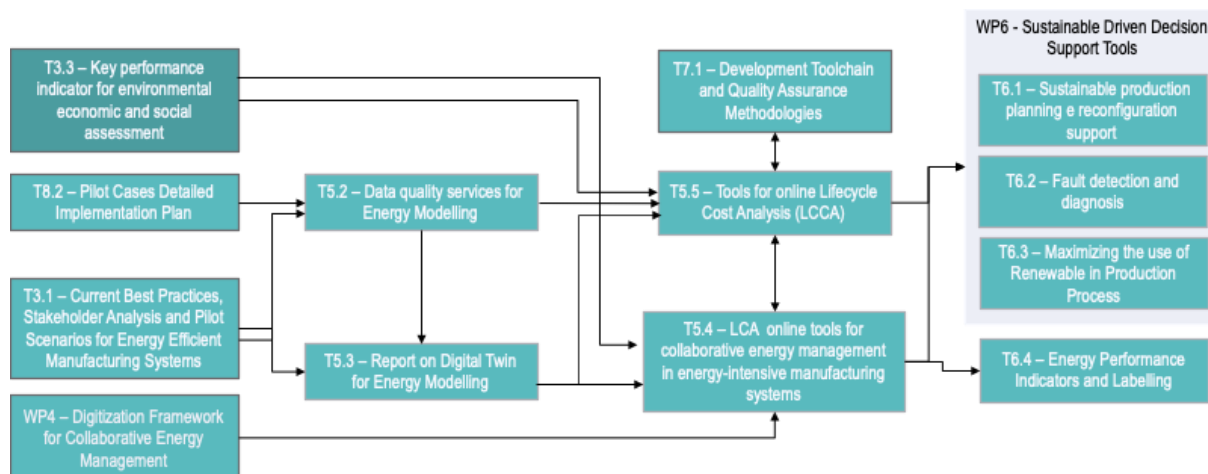 T3.3 – Key performance
indicator for environmental
economic and social
assessment
T8.2 – Pilot Cases Detailed
Implementation Plan
T3.1 – Current Best Practices,
Stakeholder Analysis and Pilot
Scenarios for Energy Efficient
Manufacturing Systems
WP4 – Digitization Framework
for Collaborative Energy
Management
T5.2 – Data quality services for
Energy Modelling
T5.3 – Report on Digital Twin
for Energy Modelling
T7.1 – Development Toolchain
and Quality Assurance
Methodologies
T5.5 – Tools for online Lifecycle
Cost Analysis (LCCA)
T5.4 – LCA online tools for
collaborative energy management
in energy-intensive manufacturing
systems
WP6 - Sustainable Driven Decision
Support Tools
T6.1 – Sustainable production
planning e reconfiguration
support
T6.2 – Fault detection and
diagnosis
T6.3 – Maximizing the use of
Renewable in Production
Process
T6.4 – Energy Performance
Indicators and Labelling